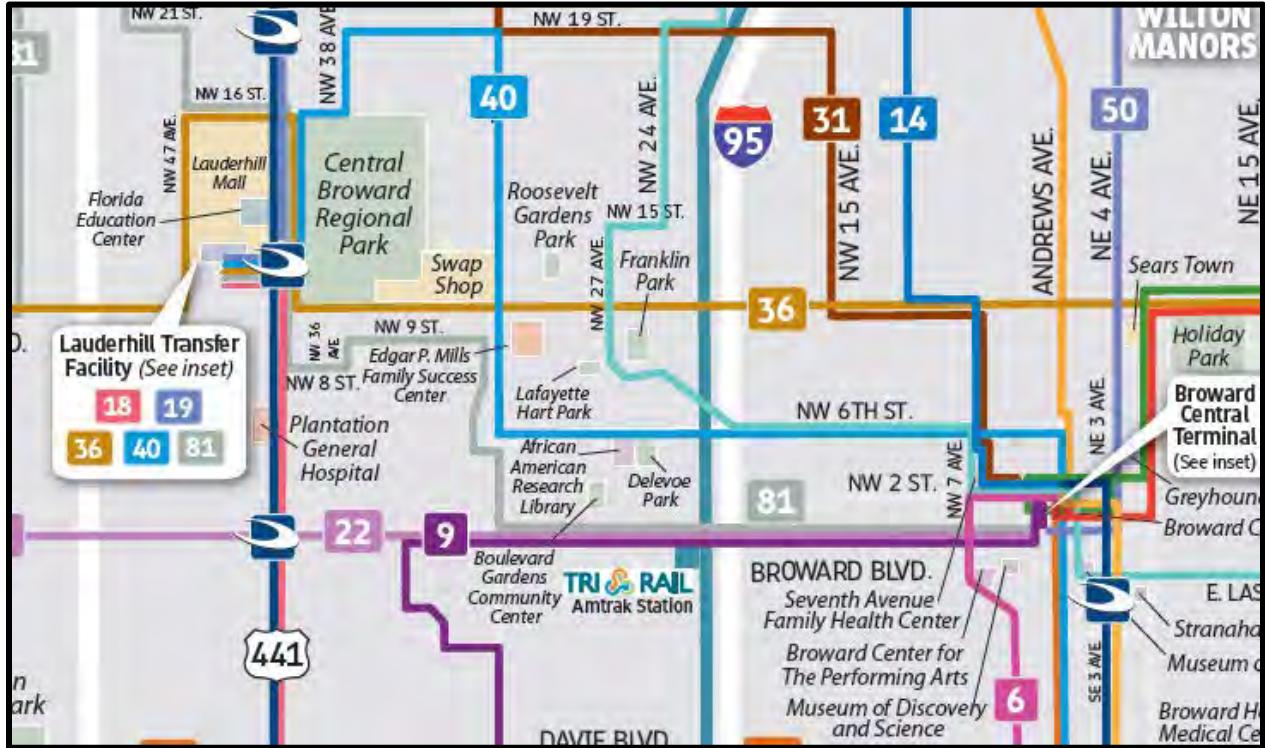 NW 21 ST.
81
NW 38 AVE
NW 19 ST.
WILTON
MANORS
NW 16 ST.
40
NW 24 AVE.
95
31
14
50
NW 47 AVE.
Lauderhill
Mall
Central
Broward
Regional
Park
Florida
Education
Center
Roosevelt
Gardens
Park
NW 15 ST.
NW 15 AVE.
ANDREWS AVE.
NE 4 AVE.
NE 15 AVE.
Swap
Shop
NW 27 AVE.
Franklin
Park
Sears Town
36
Lauderhill Transfer
Facility (See inset)
18
19
36
40
81
NW 36
AVE
NW 9 ST.
NW 8 ST.
Edgar P. Mills
Family Success
Center
Lafayette
Hart Park
Holiday
Park
NW 6TH ST.
Broward
Central
Terminal
(See inset)
NE 3 AVE.
Plantation
General
Hospital
African
American
Research
Library
Delevoe
Park
NW 7 AVE
NW 2 ST.
81
Greyhoun
Broward C
22
9
Boulevard
Gardens
Community
Center
TRI RAIL
Amtrak Station
BROWARD BLVD.
Seventh Avenue
Family Health Center
E. LAS
Stranaha
Museum o
441
Broward Center for
The Performing Arts
Museum of Discovery
and Science
6
SE 3 AVE
n
ark
DAVIE BLVD
Broward He
Medical Ce